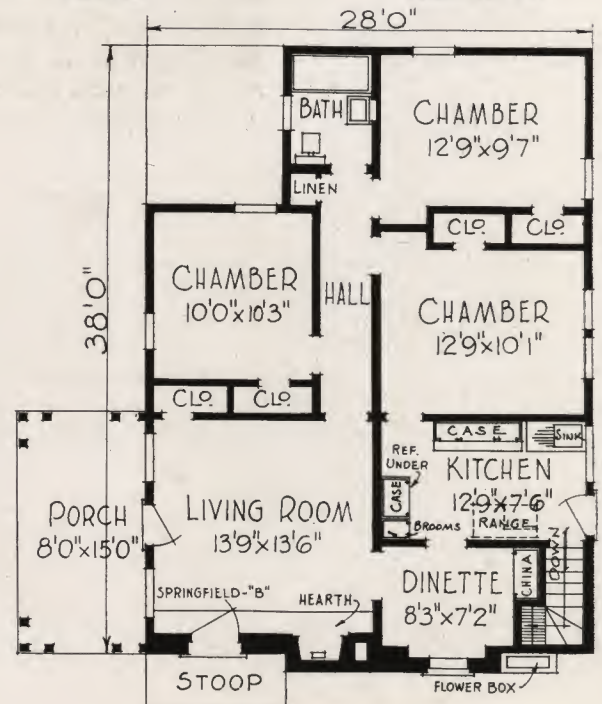 28'0"
38'0"
BATH
CHAMBER
12'9"x9'7"
LINEN
CLO.
CLO.
CHAMBER
10'0"x10'3"
HALL
CHAMBER
12'9"x10'1"
CLO.
CLO.
CASE
SINK
REF.
UNDER
KITCHEN
12'9"x7'6"
CASE
RANGE
BROOMS
PORCH
8'0"x15'0"
LIVING ROOM
13'9"x13'6"
DOWN
CHINA
DINETTE
8'3"x7'2"
SPRINGFIELD-"B"
HEARTH
STOOP
FLOWER BOX